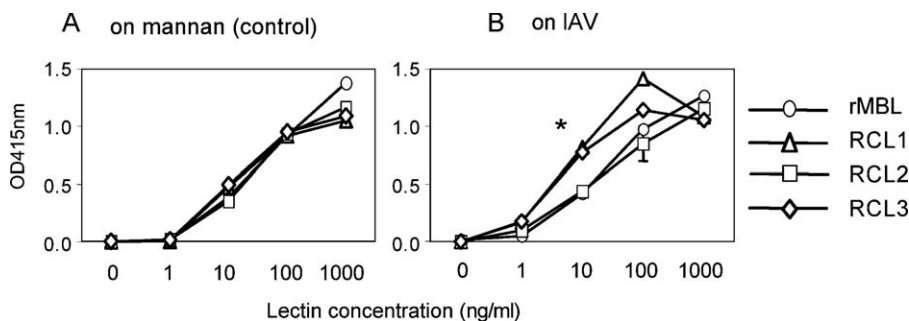 A on mannan (control)
B on IAV
OD415nm
1.5
1.0
0.5
0.0
0 1 10 100 1000
1.5
1.0
0.5
0.0
*
0 1 10 100 1000
Lectin concentration (ng/ml)
rMBL
RCL1
RCL2
RCL3